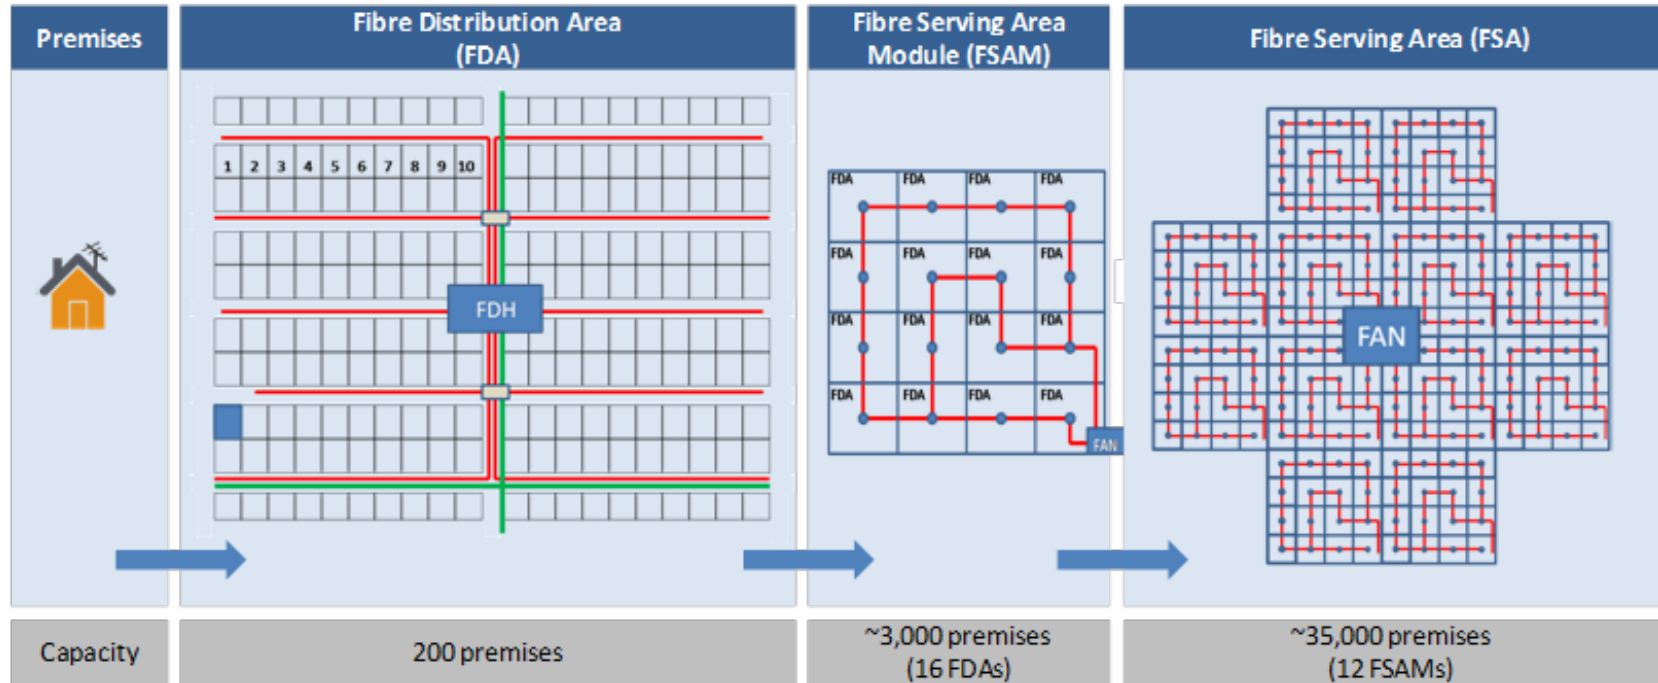 Premises
Fibre Distribution Area
(FDA)
Fibre Serving Area
Module (FSAM)
Fibre Serving Area (FSA)
1 2 3 4 5 6 7 8 9 10
FDH
FDA FDA FDA FDA
FDA FDA FDA FDA
FDA FDA FDA FDA
FDA FDA FDA FDA
FAN
FAN
Capacity
200 premises
~3,000 premises
(16 FDAs)
~35,000 premises
(12 FSAMs)